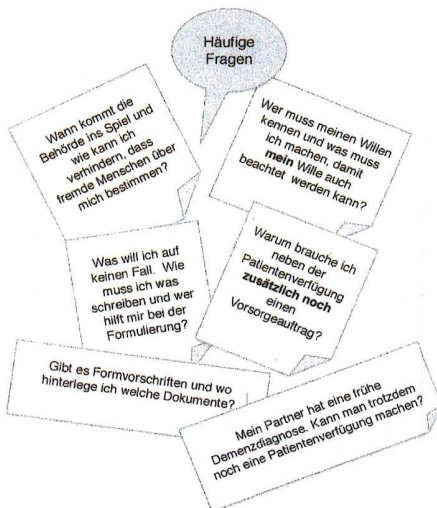 Häufige
Fragen
Wann kommt die
Behörde ins Spiel und
wie kann ich
verhindern, dass
fremde Menschen über
mich bestimmen?
Wer muss meinen Willen
kennen und was muss
ich machen, damit
mein Wille auch
beachtet werden kann?
Was will ich auf
keinen Fall. Wie
muss ich was
schreiben und wer
hilft mir bei der
Formulierung?
Warum brauche ich
neben der
Patientenverfügung
zusätzlich noch
einen
Vorsorgeauftrag?
Gibt es Formvorschriften und wo
hinterlege ich welche Dokumente?
Mein Partner hat eine frühe
Demenzdiagnose. Kann man trotzdem
noch eine Patientenverfügung machen?